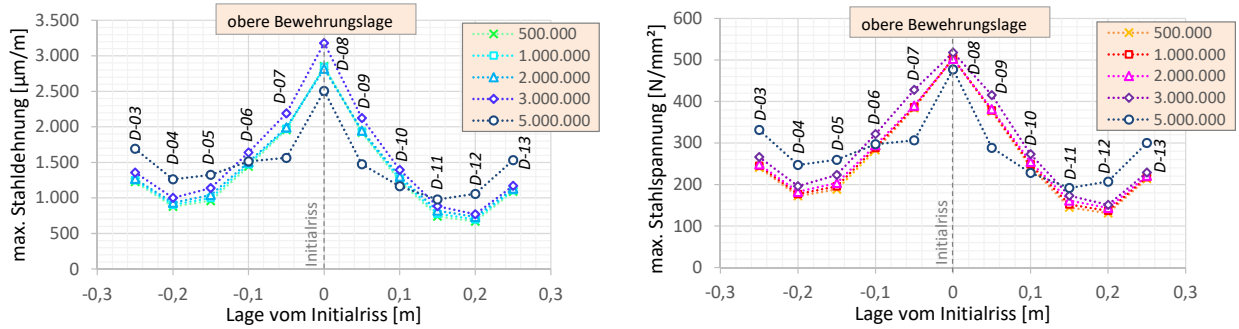 obere Bewehrungslage
max. Stahldehnung [µm/m]
3.500
3.000
2.500
2.000
1.500
1.000
500
0
500.000
1.000.000
2.000.000
3.000.000
5.000.000
D-03
D-04
D-05
D-06
D-07
D-08
D-09
D-10
D-11
D-12
D-13
Initialriss
-0,3
-0,2
-0,1
0
0,1
0,2
0,3
Lage vom Initialriss [m]
obere Bewehrungslage
max. Stahlspannung [N/mm²]
600
500
400
300
200
100
0
500.000
1.000.000
2.000.000
3.000.000
5.000.000
D-03
D-04
D-05
D-06
D-07
D-08
D-09
D-10
D-11
D-12
D-13
Initialriss
-0,3
-0,2
-0,1
0
0,1
0,2
0,3
Lage vom Initialriss [m]